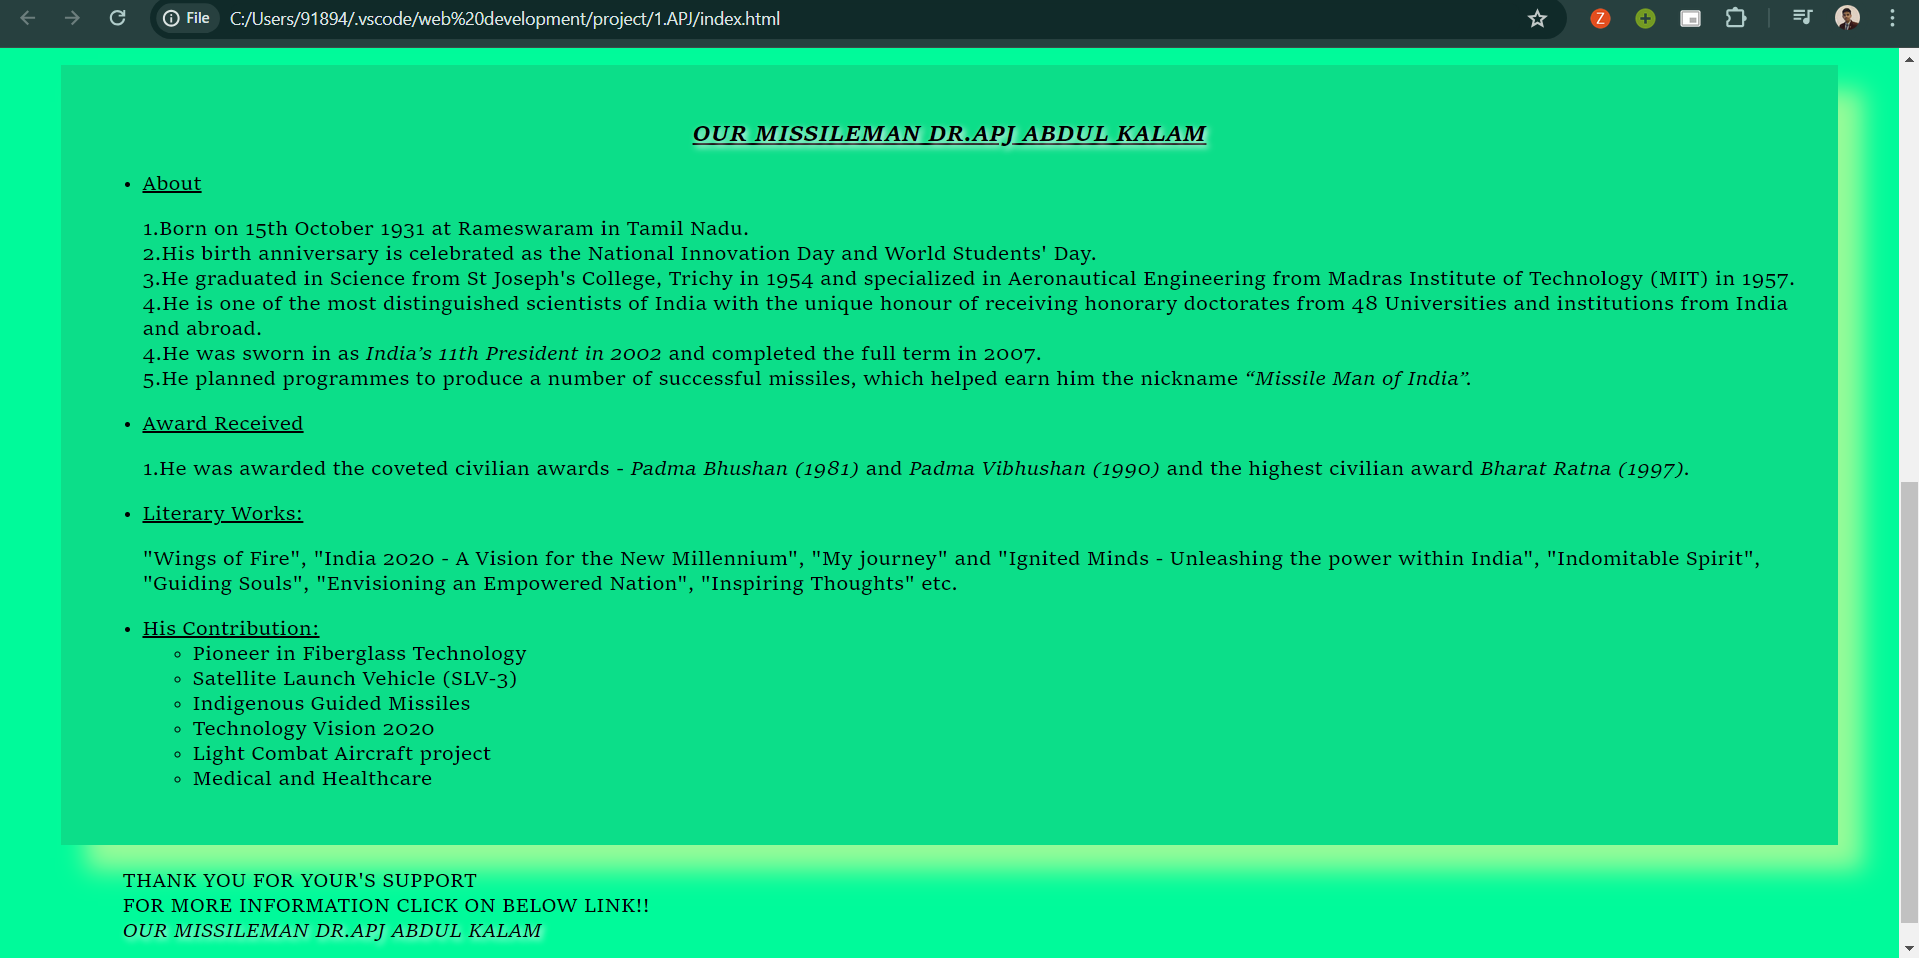 File C:/Users/91894/.vscode/web%20development/project/1.APJ/index.html
Z
OUR MISSILEMAN DR.APJ ABDUL KALAM
• About
1.Born on 15th October 1931 at Rameswaram in Tamil Nadu.
2.His birth anniversary is celebrated as the National Innovation Day and World Students' Day.
3.He graduated in Science from St Joseph's College, Trichy in 1954 and specialized in Aeronautical Engineering from Madras Institute of Technology (MIT) in 1957.
4.He is one of the most distinguished scientists of India with the unique honour of receiving honorary doctorates from 48 Universities and institutions from India
and abroad.
4.He was sworn in as India’s 11th President in 2002 and completed the full term in 2007.
5.He planned programmes to produce a number of successful missiles, which helped earn him the nickname “Missile Man of India”.
• Award Received
1.He was awarded the coveted civilian awards - Padma Bhushan (1981) and Padma Vibhushan (1990) and the highest civilian award Bharat Ratna (1997).
• Literary Works:
"Wings of Fire", "India 2020 - A Vision for the New Millennium", "My journey" and "Ignited Minds - Unleashing the power within India", "Indomitable Spirit",
"Guiding Souls", "Envisioning an Empowered Nation", "Inspiring Thoughts" etc.
• His Contribution:
◦ Pioneer in Fiberglass Technology
◦ Satellite Launch Vehicle (SLV-3)
◦ Indigenous Guided Missiles
◦ Technology Vision 2020
◦ Light Combat Aircraft project
◦ Medical and Healthcare
THANK YOU FOR YOUR'S SUPPORT
FOR MORE INFORMATION CLICK ON BELOW LINK!!
OUR MISSILEMAN DR.APJ ABDUL KALAM